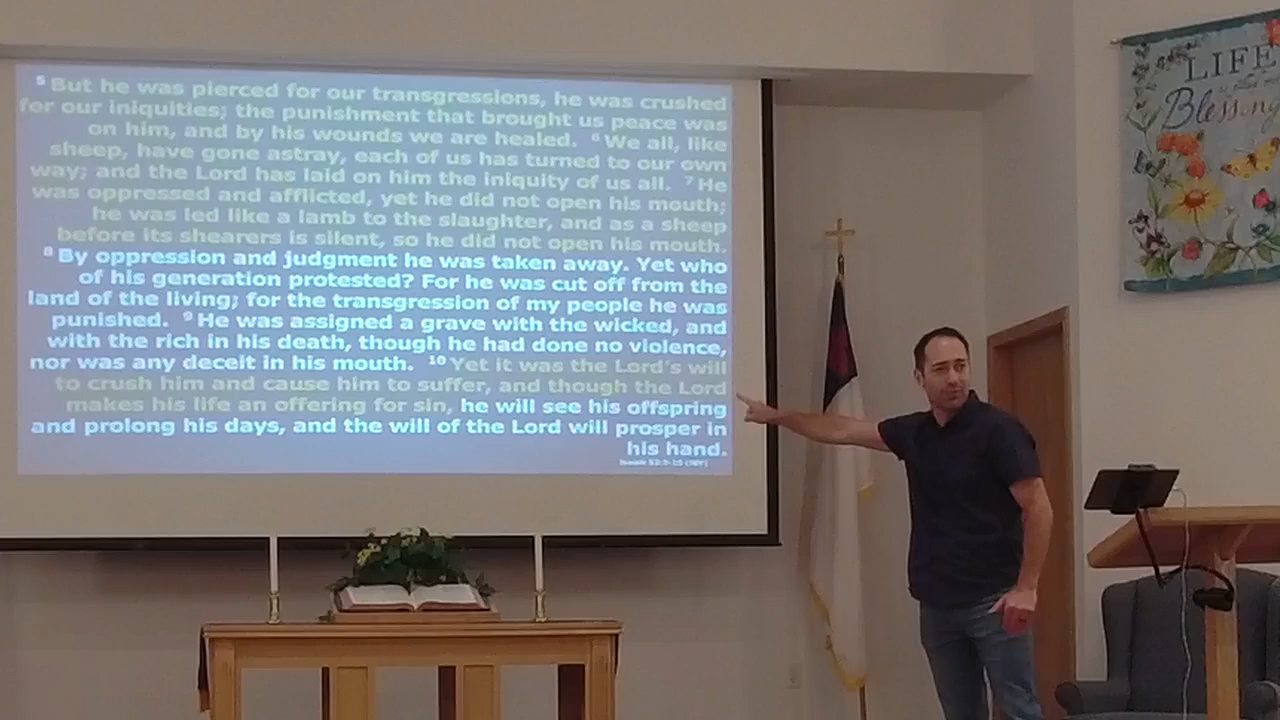 ⁵ But he was pierced for our transgressions, he was crushed
for our iniquities; the punishment that brought us peace was
on him, and by his wounds we are healed. ⁶ We all, like
sheep, have gone astray, each of us has turned to our own
way; and the Lord has laid on him the iniquity of us all. ⁷ He
was oppressed and afflicted, yet he did not open his mouth;
he was led like a lamb to the slaughter, and as a sheep
before its shearers is silent, so he did not open his mouth.
⁸ By oppression and judgment he was taken away. Yet who
of his generation protested? For he was cut off from the
land of the living; for the transgression of my people he was
punished. ⁹ He was assigned a grave with the wicked, and
with the rich in his death, though he had done no violence,
nor was any deceit in his mouth. ¹⁰ Yet it was the Lord's will
to crush him and cause him to suffer, and though the Lord
makes his life an offering for sin, he will see his offspring
and prolong his days, and the will of the Lord will prosper in
his hand.
LIFE
Blessing